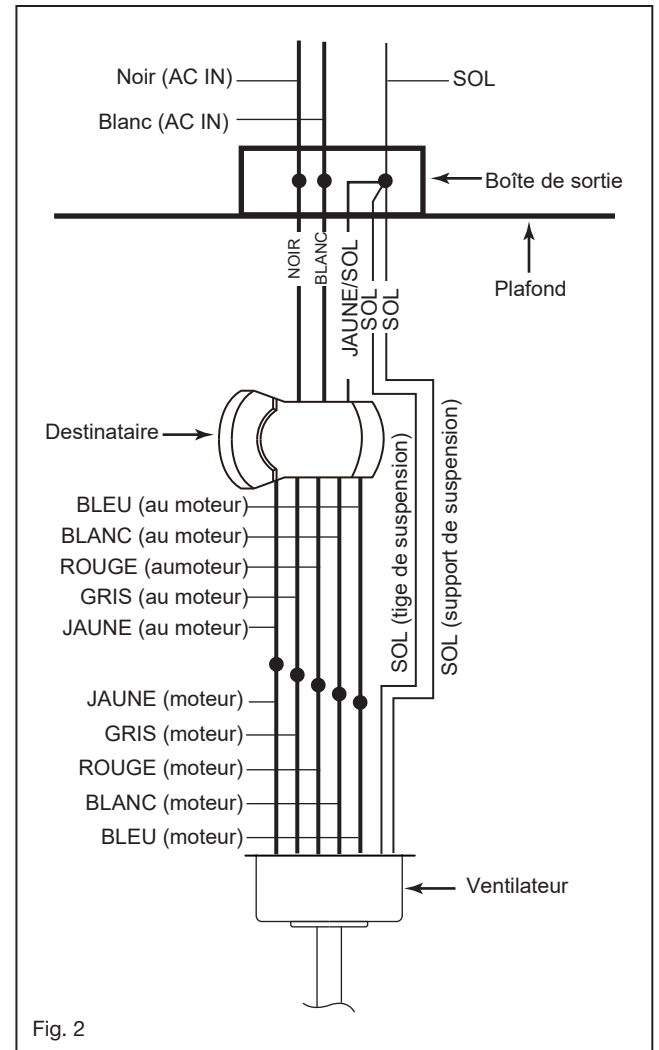 Noir (AC IN)
SOL
Blanc (AC IN)
Boîte de sortie
Plafond
NOIR
BLANC
JAUNE/SOL
SOL
SOL
Destinataire
SOL (tige de suspension)
SOL (support de suspension)
BLEU (au moteur)
BLANC (au moteur)
ROUGE (aumoteur)
GRIS (au moteur)
JAUNE (au moteur)
JAUNE (moteur)
GRIS (moteur)
ROUGE (moteur)
BLANC (moteur)
BLEU (moteur)
Ventilateur
Fig. 2